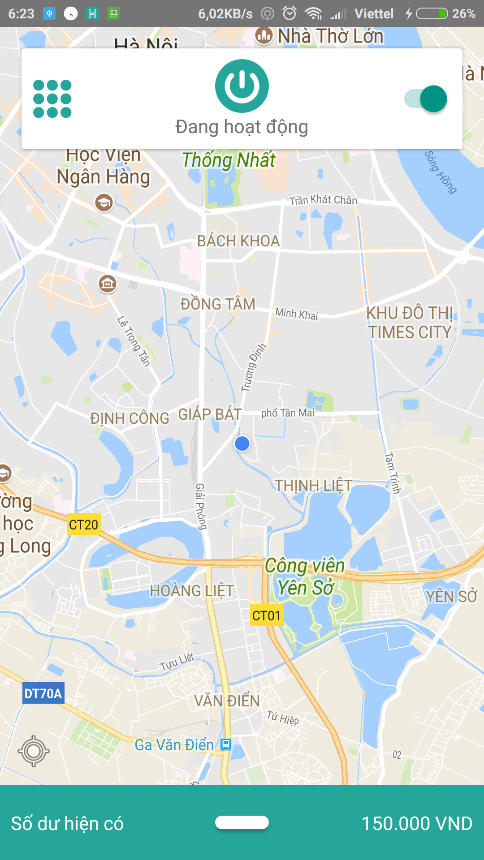 6:23
6,02KB/s
Viettel
26%
Hà Nội
Nhà Thờ Lớn
Đang hoạt động
Học Viện
Ngân Hàng
Thống Nhất
Sông Hồng
Trần Khát Chân
BÁCH KHOA
ĐỒNG TÂM
Minh Khai
KHU ĐÔ THỊ
TIMES CITY
Lê Trọng Tấn
Trương Định
ĐỊNH CÔNG
GIÁP BÁT
phố Tân Mai
Tam Trinh
THỊNH LIỆT
Giải Phóng
ường
học
g Long
CT20
Công viên
Yên Sở
HOÀNG LIỆT
YÊN SỞ
CT01
Tựu Liệt
DT70A
VĂN ĐIỂN
Tứ Hiệp
Ga Văn Điển
02
Số dư hiện có
150.000 VND